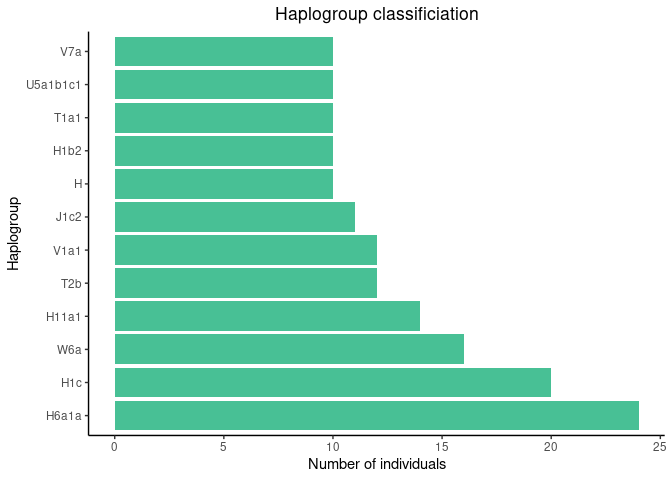 Haplogroup classificiation
Haplogroup
V7a
U5a1b1c1
T1a1
H1b2
H
J1c2
V1a1
T2b
H11a1
W6a
H1c
H6a1a
0 5 10 15 20 25
Number of individuals